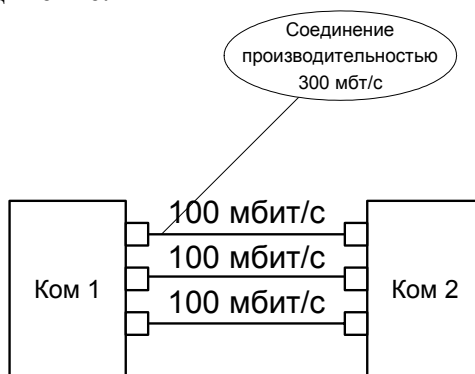 Соединение
производительностью
300 мбт/с
100 мбит/с
100 мбит/с
100 мбит/с
Ком 1
Ком 2